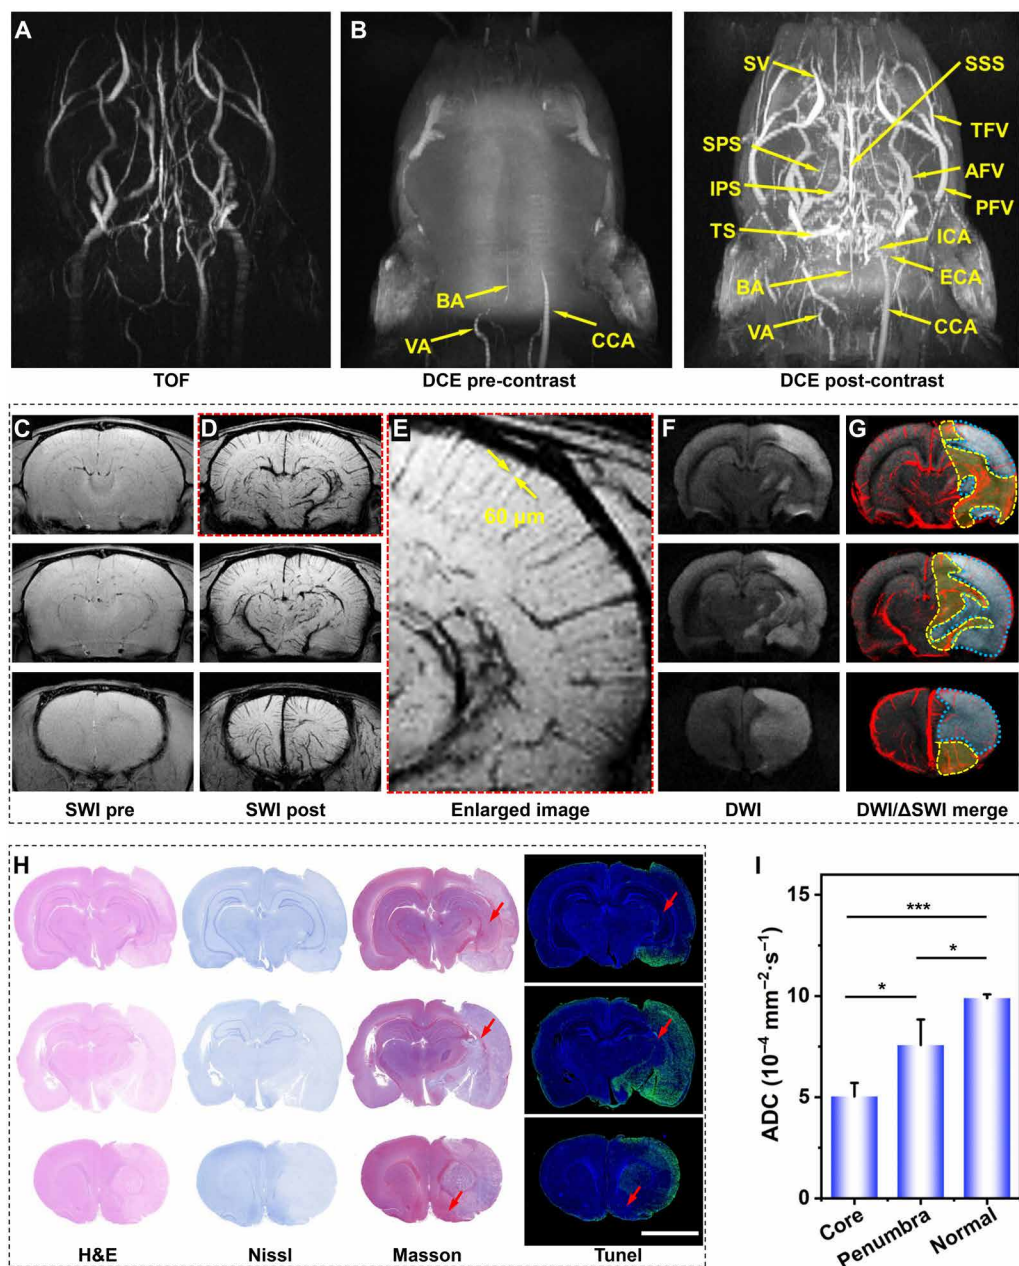 A
B
SV
SSS
SPS
TFV
IPS
AFV
PFV
TS
ICA
BA
BA
ECA
VA
CCA
VA
CCA
TOF
DCE pre-contrast
DCE post-contrast
C
D
E
F
G
60 µm
SWI pre
SWI post
Enlarged image
DWI
DWI/ΔSWI merge
H
I
H&E
Nissl
Masson
Tunel
ADC (10⁻⁴ mm⁻²·s⁻¹)
15
10
5
0
***
*
*
Core
Penumbra
Normal